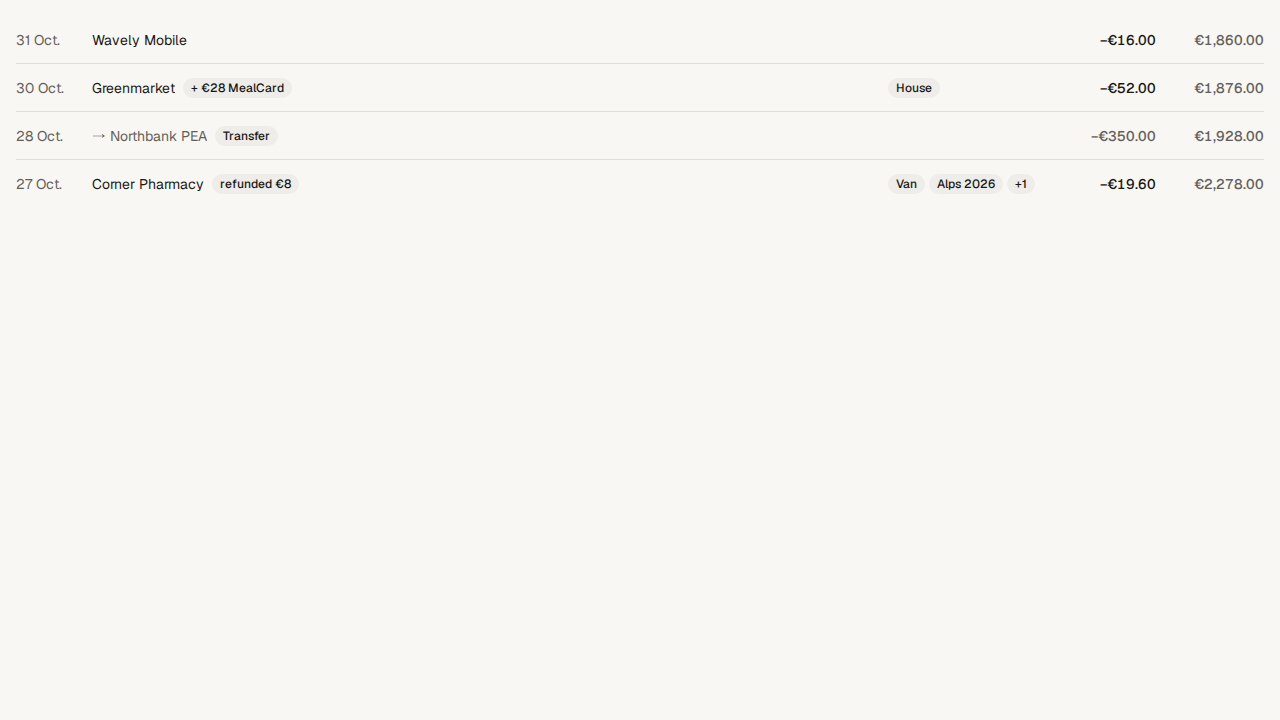 31 Oct. Wavely Mobile –€16.00 €1,860.00
30 Oct. Greenmarket + €28 MealCard House –€52.00 €1,876.00
28 Oct. → Northbank PEA Transfer –€350.00 €1,928.00
27 Oct. Corner Pharmacy refunded €8 Van Alps 2026 +1 –€19.60 €2,278.00